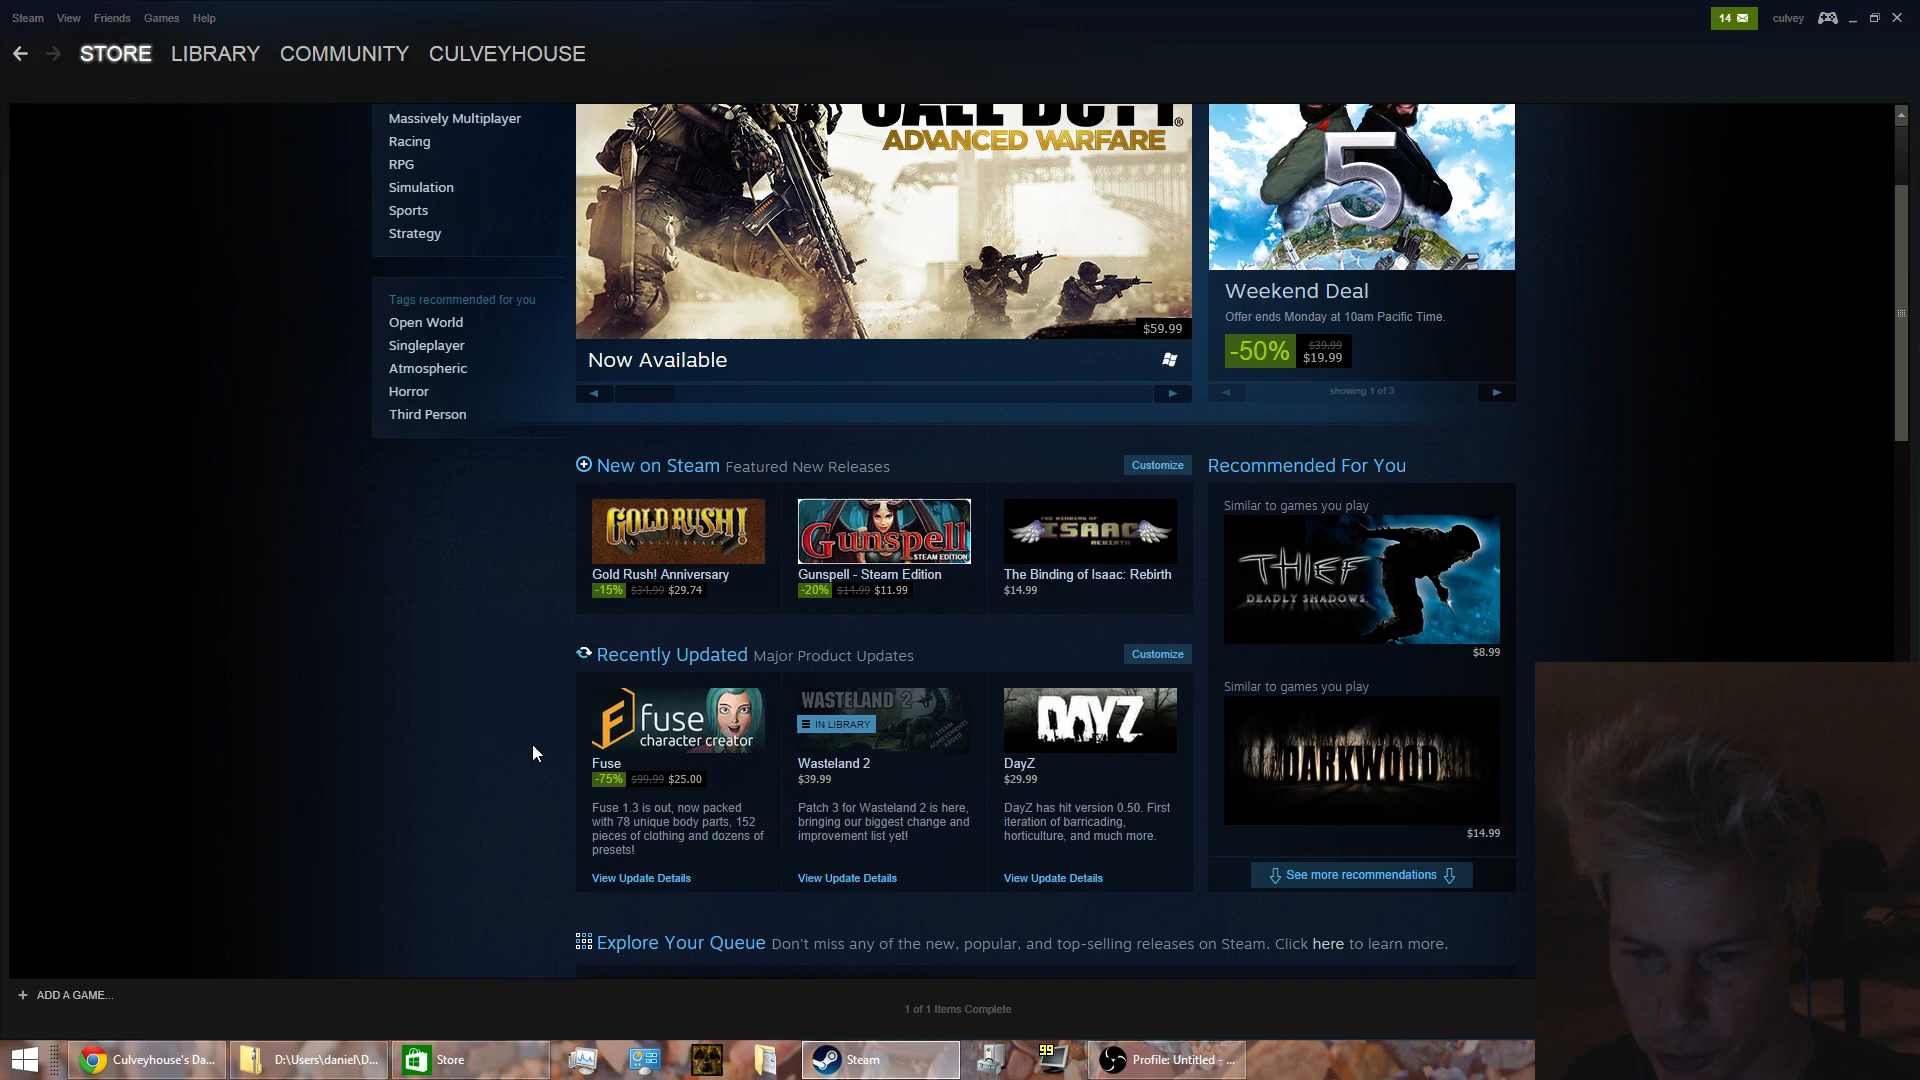 Steam View Friends Games Help
14
culvey
STORE LIBRARY COMMUNITY CULVEYHOUSE
Massively Multiplayer
Racing
RPG
Simulation
Sports
Strategy
Tags recommended for you
Open World
Singleplayer
Atmospheric
Horror
Third Person
CALL DUTY®
ADVANCED WARFARE
$59.99
Now Available
5
Weekend Deal
Offer ends Monday at 10am Pacific Time.
-50% $39.99
$19.99
showing 1 of 3
New on Steam Featured New Releases
Customize
GOLD RUSH!
ANNIVERSARY
Gold Rush! Anniversary
-15% $34.99 $29.74
Gunspell
STEAM EDITION
Gunspell - Steam Edition
-20% $14.99 $11.99
THE BINDING OF
ISAAC
REBIRTH
The Binding of Isaac: Rebirth
$14.99
Recently Updated Major Product Updates
Customize
fuse
character creator
Fuse
-75% $99.99 $25.00
Fuse 1.3 is out, now packed
with 78 unique body parts, 152
pieces of clothing and dozens of
presets!
View Update Details
WASTELAND 2
IN LIBRARY
STEAM
ACHIEVEMENTS
ADDED
Wasteland 2
$39.99
Patch 3 for Wasteland 2 is here,
bringing our biggest change and
improvement list yet!
View Update Details
DAYZ
DayZ
$29.99
DayZ has hit version 0.50. First
iteration of barricading,
horticulture, and much more.
View Update Details
Recommended For You
Similar to games you play
THIEF
DEADLY SHADOWS
$8.99
Similar to games you play
DARKWOOD
$14.99
See more recommendations
Explore Your Queue Don't miss any of the new, popular, and top-selling releases on Steam. Click here to learn more.
+ ADD A GAME...
1 of 1 Items Complete
Culveyhouse's Da...
D:\Users\daniel\D...
Store
Steam
99
Profile: Untitled - ...